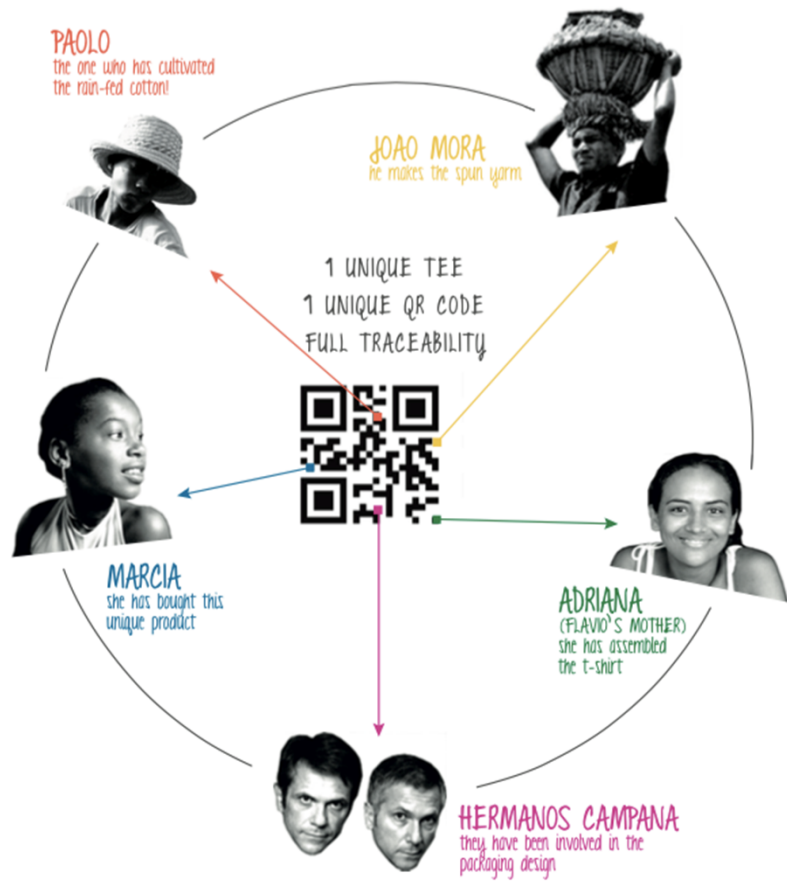 PAOLO
the one who has cultivated
the rain-fed cotton!
JOAO MORA
he makes the spun yarm
1 UNIQUE TEE
1 UNIQUE QR CODE
FULL TRACEABILITY
MARCIA
she has bought this
unique product
ADRIANA
(FLAVIO'S MOTHER)
she has assembled
the t-shirt
HERMANOS CAMPANA
they have been involved in the
packaging design